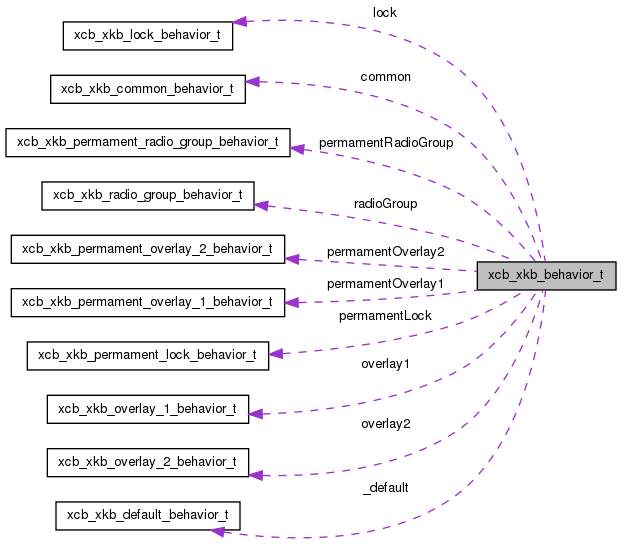 lock
xcb_xkb_lock_behavior_t
common
xcb_xkb_common_behavior_t
xcb_xkb_permament_radio_group_behavior_t
permamentRadioGroup
xcb_xkb_radio_group_behavior_t
radioGroup
xcb_xkb_permament_overlay_2_behavior_t
permamentOverlay2
xcb_xkb_behavior_t
permamentOverlay1
xcb_xkb_permament_overlay_1_behavior_t
permamentLock
xcb_xkb_permament_lock_behavior_t
overlay1
xcb_xkb_overlay_1_behavior_t
overlay2
xcb_xkb_overlay_2_behavior_t
_default
xcb_xkb_default_behavior_t